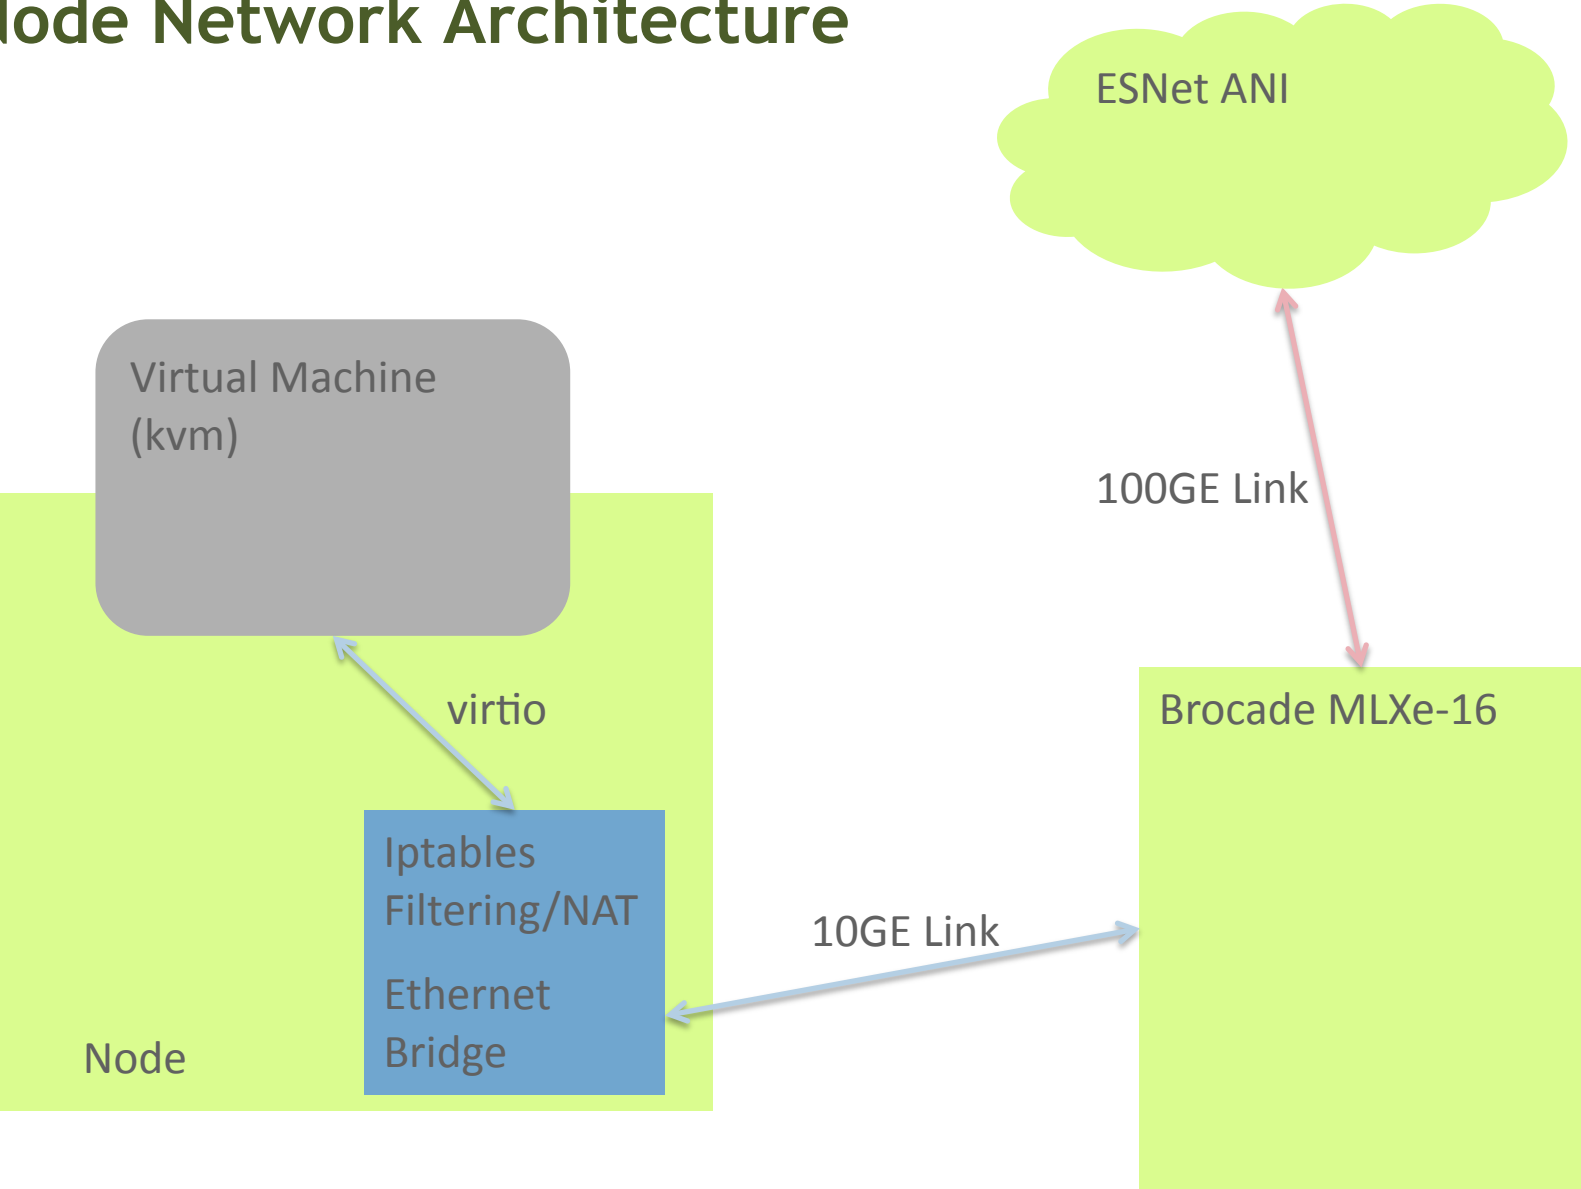 Node Network Architecture
ESNet ANI
Virtual Machine
(kvm)
100GE Link
virtio
Brocade MLXe-16
Iptables
Filtering/NAT
10GE Link
Ethernet
Bridge
Node